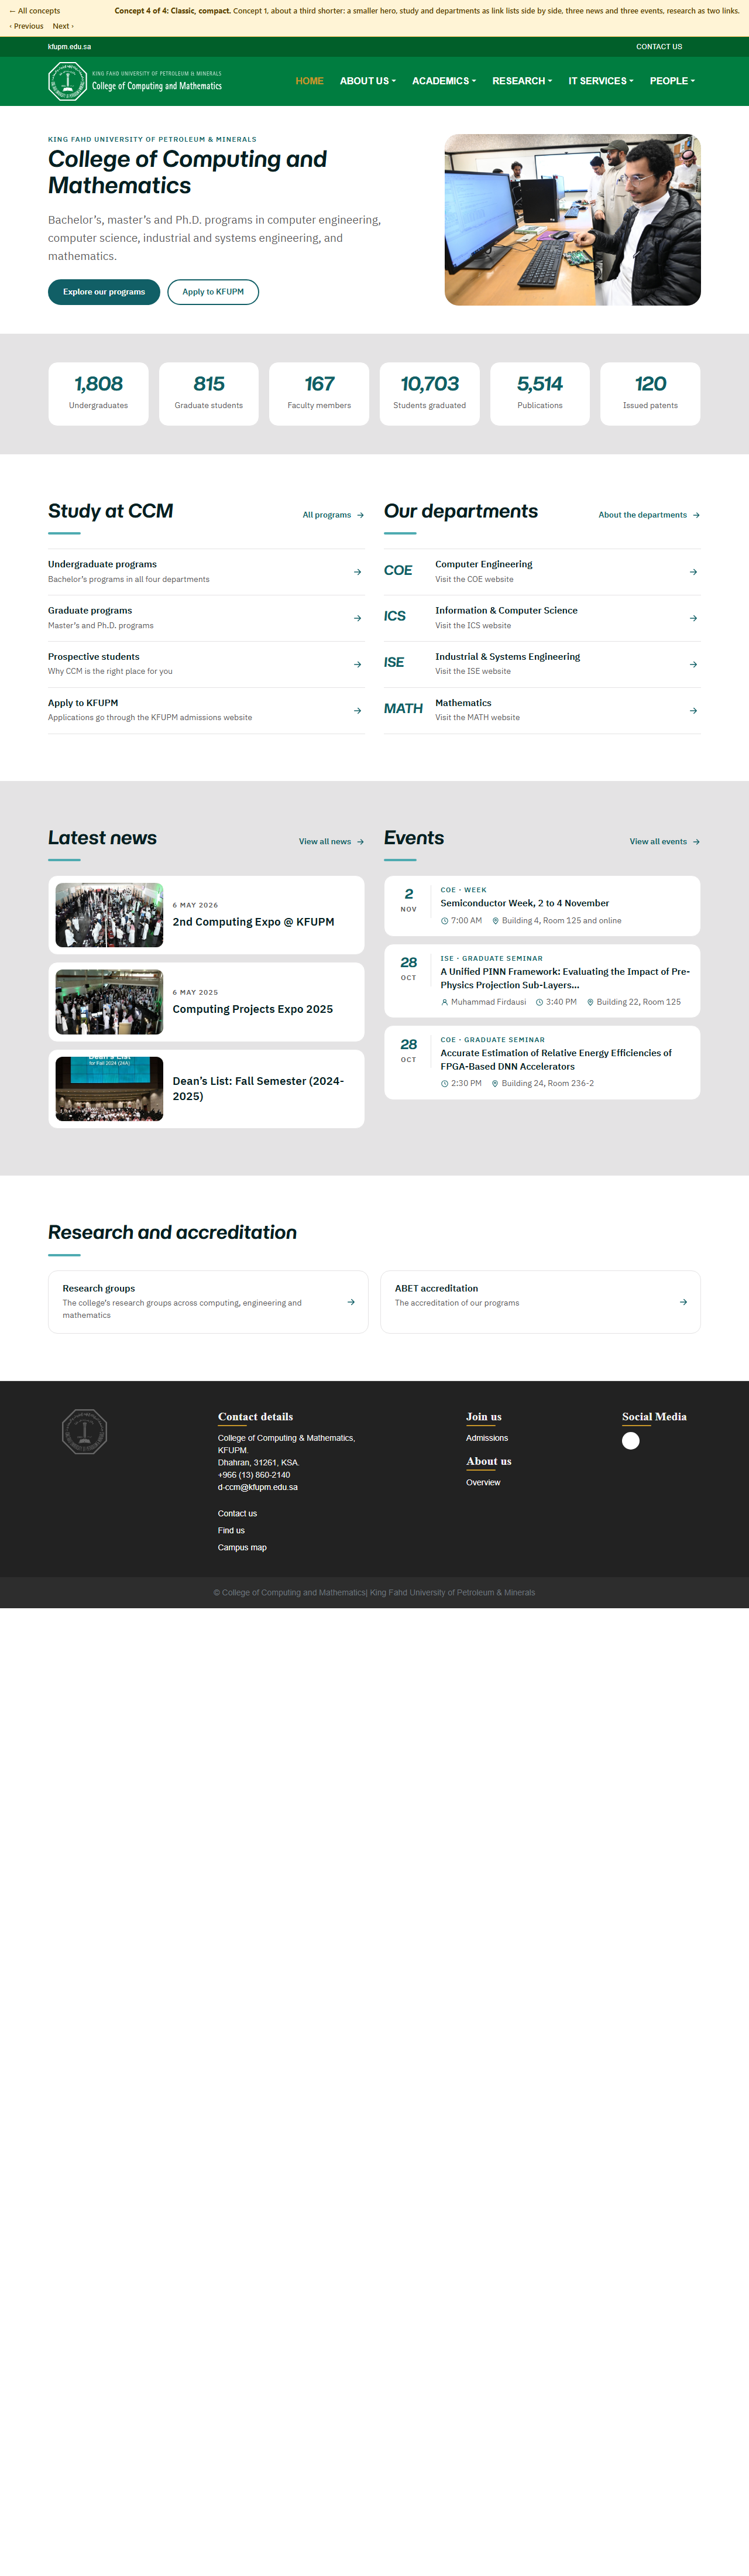 ← All concepts
Concept 4 of 4: Classic, compact. Concept 1, about a third shorter: a smaller hero, study and departments as link lists side by side, three news and three events, research as two links.
‹ Previous Next ›
kfupm.edu.sa
CONTACT US
KING FAHD UNIVERSITY OF PETROLEUM & MINERALS
College of Computing and Mathematics
HOME
ABOUT US
ACADEMICS
RESEARCH
IT SERVICES
PEOPLE
KING FAHD UNIVERSITY OF PETROLEUM & MINERALS
College of Computing and
Mathematics
Bachelor's, master's and Ph.D. programs in computer engineering,
computer science, industrial and systems engineering, and
mathematics.
Explore our programs
Apply to KFUPM
1,808
Undergraduates
815
Graduate students
167
Faculty members
10,703
Students graduated
5,514
Publications
120
Issued patents
Study at CCM
All programs →
Undergraduate programs
Bachelor's programs in all four departments
→
Graduate programs
Master's and Ph.D. programs
→
Prospective students
Why CCM is the right place for you
→
Apply to KFUPM
Applications go through the KFUPM admissions website
→
Our departments
About the departments →
COE
Computer Engineering
Visit the COE website
→
ICS
Information & Computer Science
Visit the ICS website
→
ISE
Industrial & Systems Engineering
Visit the ISE website
→
MATH
Mathematics
Visit the MATH website
→
Latest news
View all news →
6 MAY 2026
2nd Computing Expo @ KFUPM
6 MAY 2025
Computing Projects Expo 2025
Dean's List
for Fall 2024 (24A)
Dean's List: Fall Semester (2024-
2025)
Events
View all events →
2
NOV
COE · WEEK
Semiconductor Week, 2 to 4 November
7:00 AM Building 4, Room 125 and online
28
OCT
ISE · GRADUATE SEMINAR
A Unified PINN Framework: Evaluating the Impact of Pre-
Physics Projection Sub-Layers…
Muhammad Firdausi 3:40 PM Building 22, Room 125
28
OCT
COE · GRADUATE SEMINAR
Accurate Estimation of Relative Energy Efficiencies of
FPGA-Based DNN Accelerators
2:30 PM Building 24, Room 236-2
Research and accreditation
Research groups
The college's research groups across computing, engineering and
mathematics
→
ABET accreditation
The accreditation of our programs
→
Contact details
College of Computing & Mathematics,
KFUPM.
Dhahran, 31261, KSA.
+966 (13) 860-2140
d-ccm@kfupm.edu.sa
Contact us
Find us
Campus map
Join us
Admissions
About us
Overview
Social Media
© College of Computing and Mathematics| King Fahd University of Petroleum & Minerals